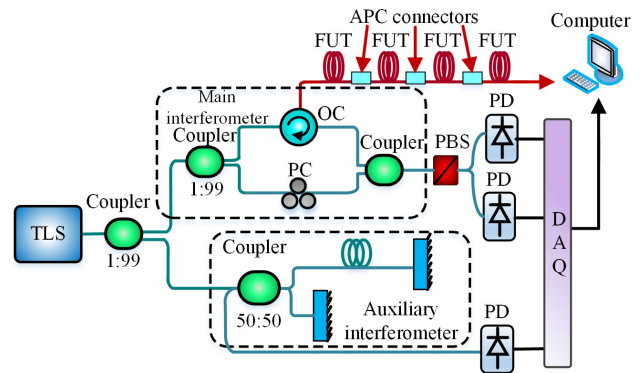 APC connectors
Computer
FUT
FUT
FUT
FUT
Main
interferometer
OC
Coupler
1:99
PC
Coupler
PBS
PD
PD
TLS
Coupler
1:99
Coupler
50:50
Auxiliary
interferometer
PD
DAQ